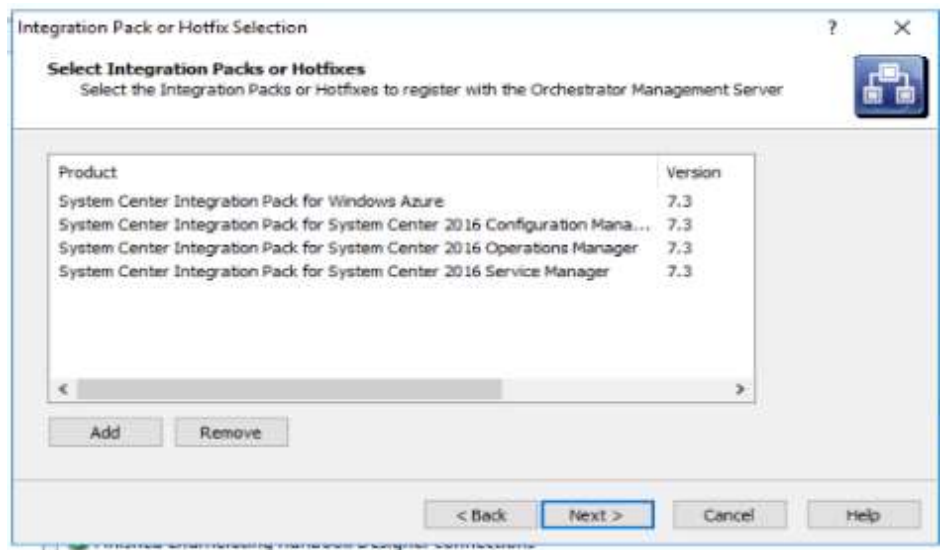 Integration Pack or Hotfix Selection
? ×
Select Integration Packs or Hotfixes
Select the Integration Packs or Hotfixes to register with the Orchestrator Management Server
Product Version
System Center Integration Pack for Windows Azure 7.3
System Center Integration Pack for System Center 2016 Configuration Mana... 7.3
System Center Integration Pack for System Center 2016 Operations Manager 7.3
System Center Integration Pack for System Center 2016 Service Manager 7.3
Add Remove
< Back Next > Cancel Help